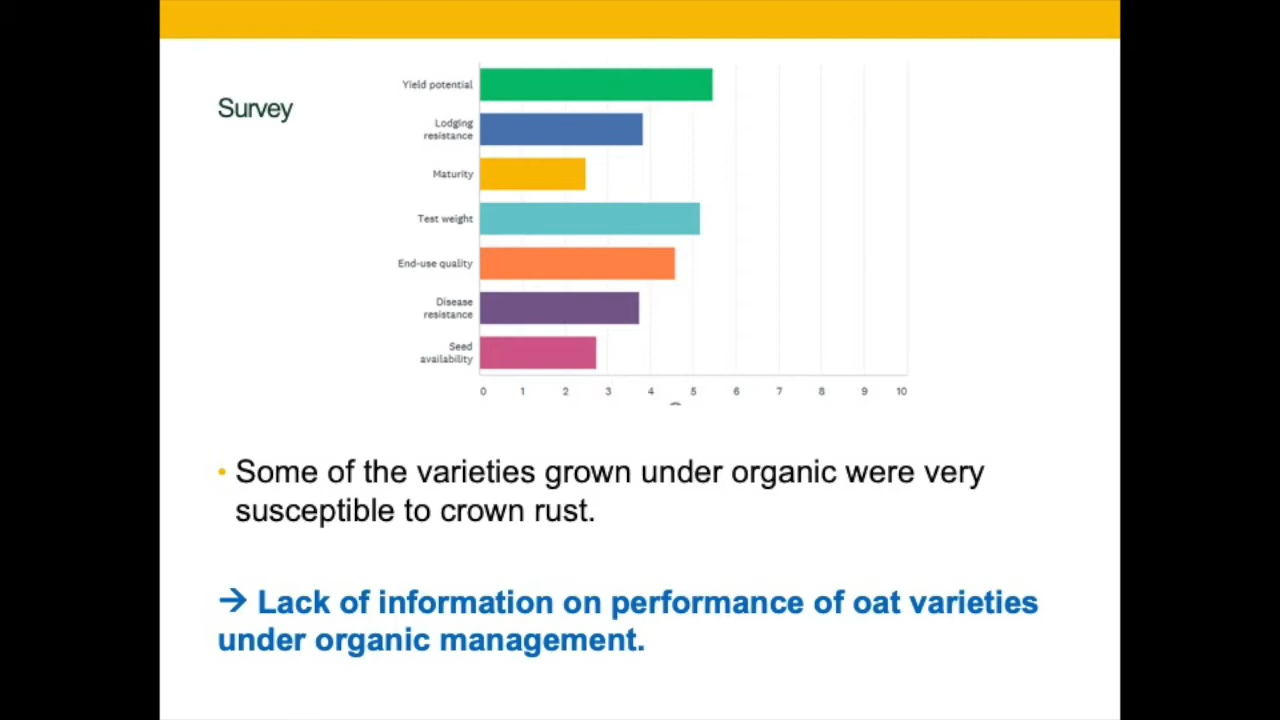 Survey
Yield potential
Lodging
resistance
Maturity
Test weight
End-use quality
Disease
resistance
Seed
availability
0 1 2 3 4 5 6 7 8 9 10
• Some of the varieties grown under organic were very
susceptible to crown rust.
→ Lack of information on performance of oat varieties
under organic management.